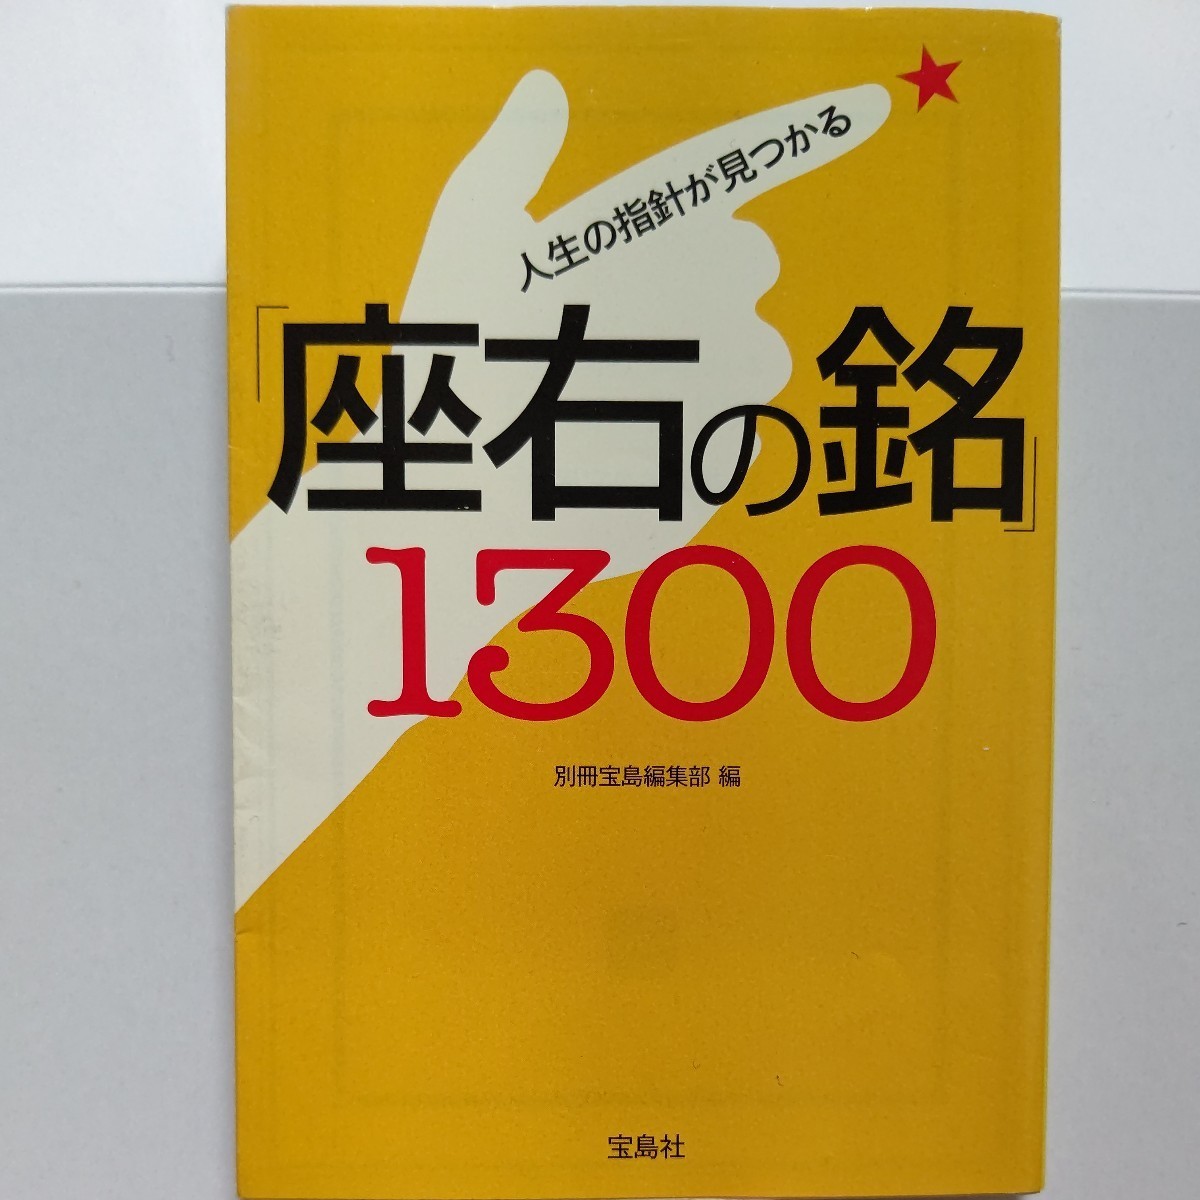 人生の指針が見つかる
「座右の銘」
1300
別冊宝島編集部 編
宝島社